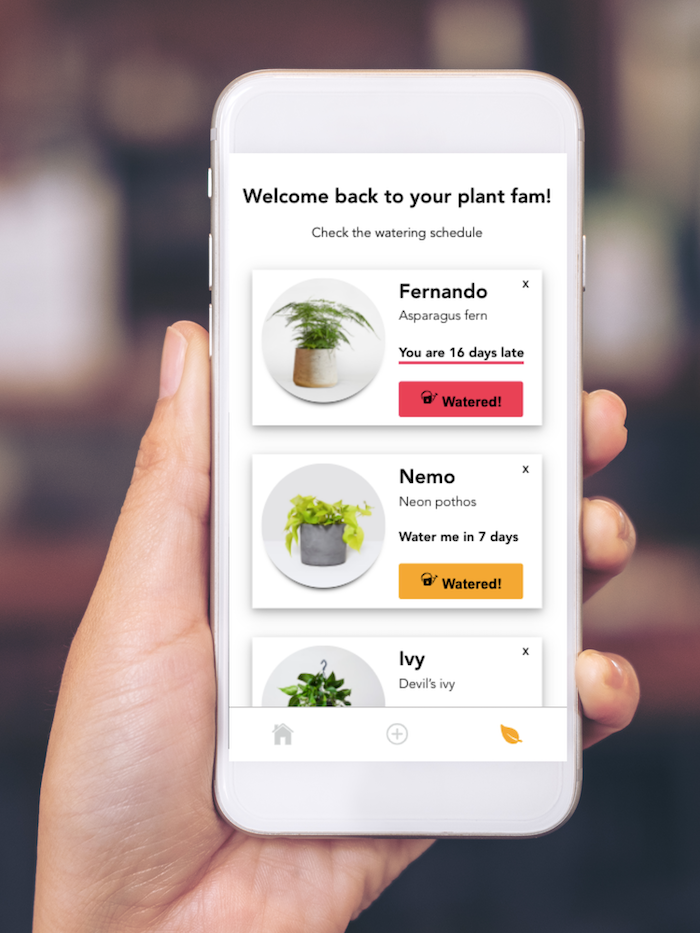 Welcome back to your plant fam!
Check the watering schedule
Fernando
x
Asparagus fern
You are 16 days late
Watered!
Nemo
x
Neon pothos
Water me in 7 days
Watered!
Ivy
x
Devil's ivy